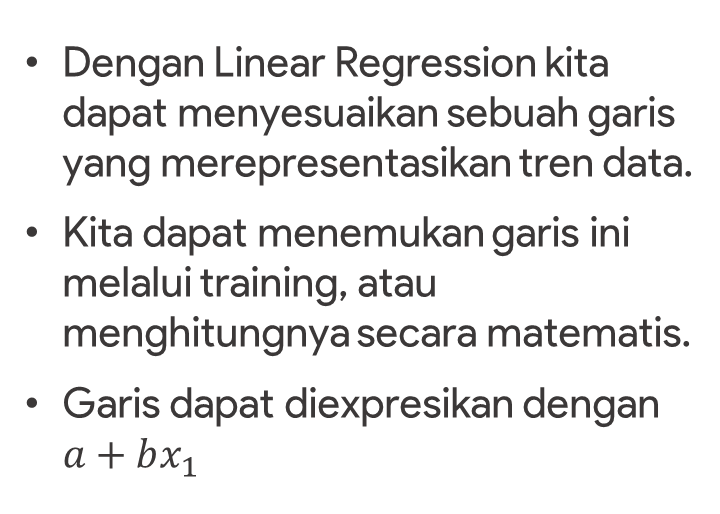 • Dengan Linear Regression kita
dapat menyesuaikan sebuah garis
yang merepresentasikan tren data.
• Kita dapat menemukan garis ini
melalui training, atau
menghitungnya secara matematis.
• Garis dapat diexpresikan dengan
a + bx₁